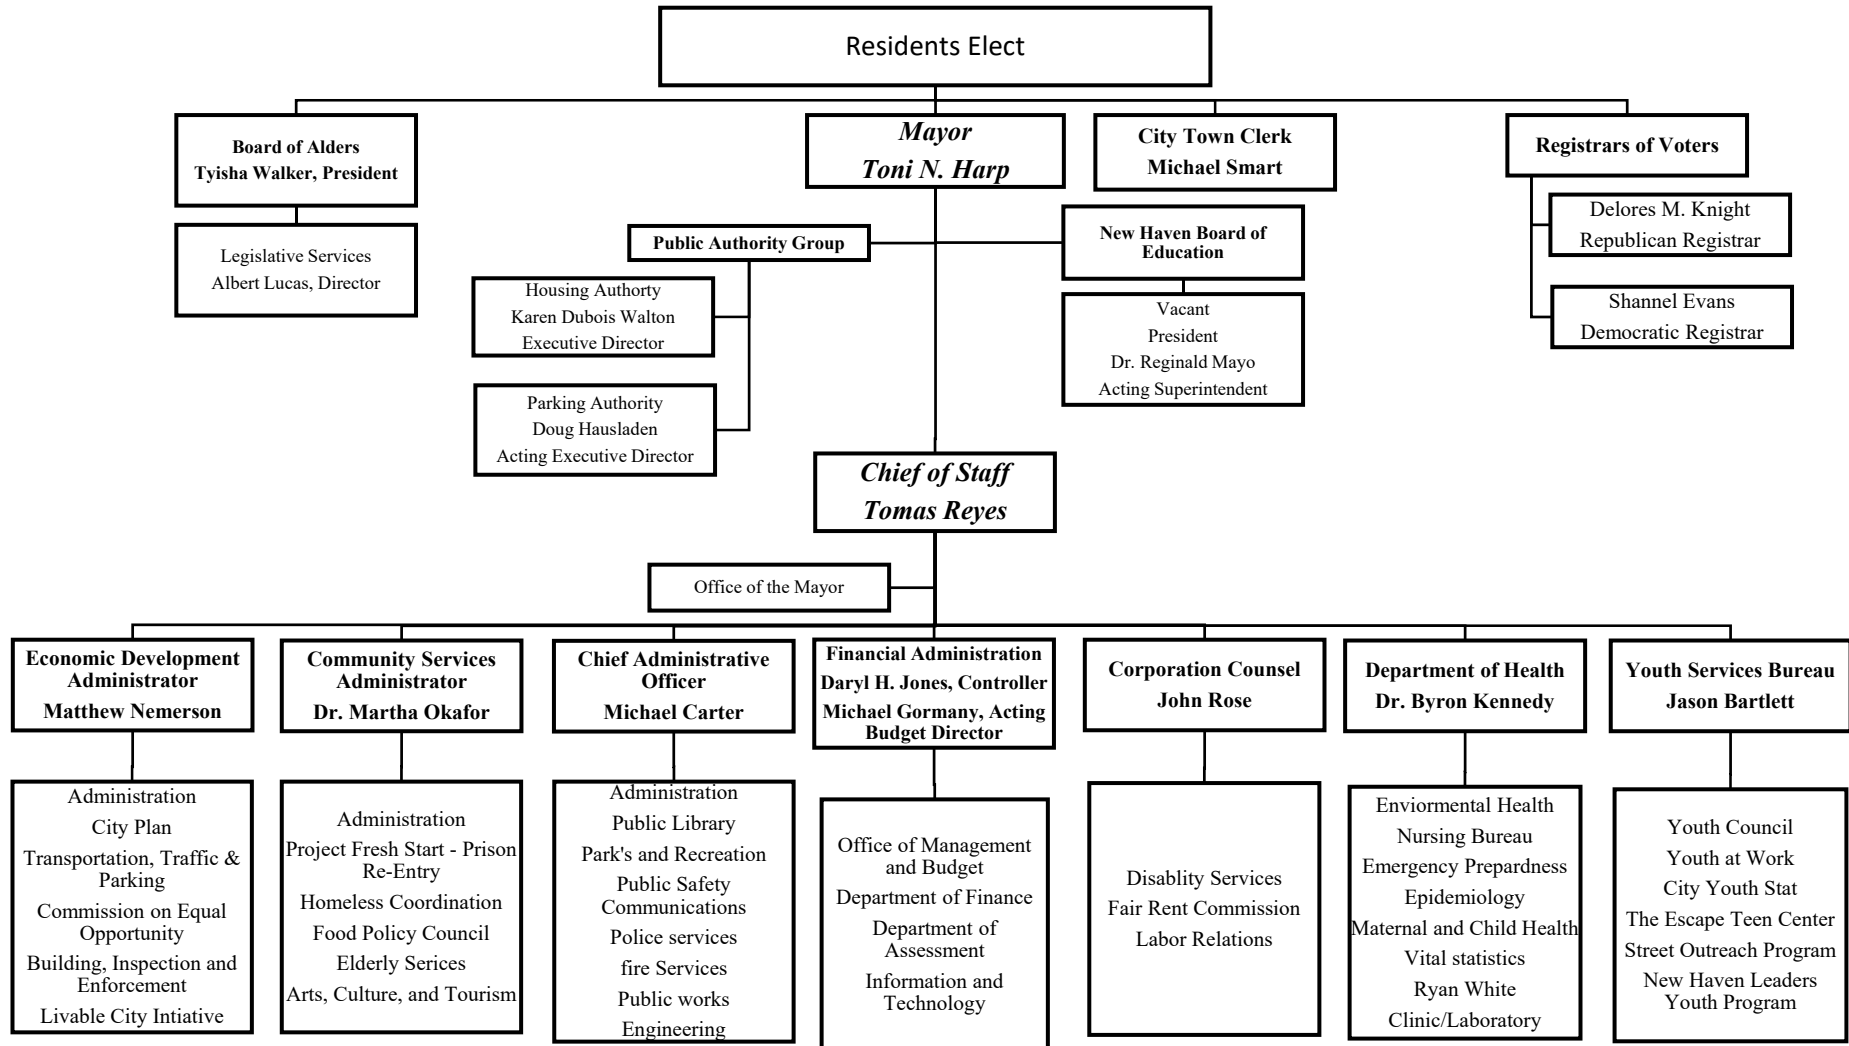 Residents Elect
Board of Alders
Tyisha Walker, President
Mayor
Toni N. Harp
City Town Clerk
Michael Smart
Registrars of Voters
Legislative Services
Albert Lucas, Director
Public Authority Group
New Haven Board of
Education
Delores M. Knight
Republican Registrar
Housing Authorty
Karen Dubois Walton
Executive Director
Vacant
President
Dr. Reginald Mayo
Acting Superintendent
Shannel Evans
Democratic Registrar
Parking Authority
Doug Hausladen
Acting Executive Director
Chief of Staff
Tomas Reyes
Office of the Mayor
Economic Development
Administrator
Matthew Nemerson
Community Services
Administrator
Dr. Martha Okafor
Chief Administrative
Officer
Michael Carter
Financial Administration
Daryl H. Jones, Controller
Michael Gormany, Acting
Budget Director
Corporation Counsel
John Rose
Department of Health
Dr. Byron Kennedy
Youth Services Bureau
Jason Bartlett
Administration
City Plan
Transportation, Traffic &
Parking
Commission on Equal
Opportunity
Building, Inspection and
Enforcement
Livable City Intiative
Administration
Project Fresh Start - Prison
Re-Entry
Homeless Coordination
Food Policy Council
Elderly Serices
Arts, Culture, and Tourism
Administration
Public Library
Park's and Recreation
Public Safety
Communications
Police services
fire Services
Public works
Engineering
Office of Management
and Budget
Department of Finance
Department of
Assessment
Information and
Technology
Disablity Services
Fair Rent Commission
Labor Relations
Enviormental Health
Nursing Bureau
Emergency Prepardness
Epidemiology
Maternal and Child Health
Vital statistics
Ryan White
Clinic/Laboratory
Youth Council
Youth at Work
City Youth Stat
The Escape Teen Center
Street Outreach Program
New Haven Leaders
Youth Program